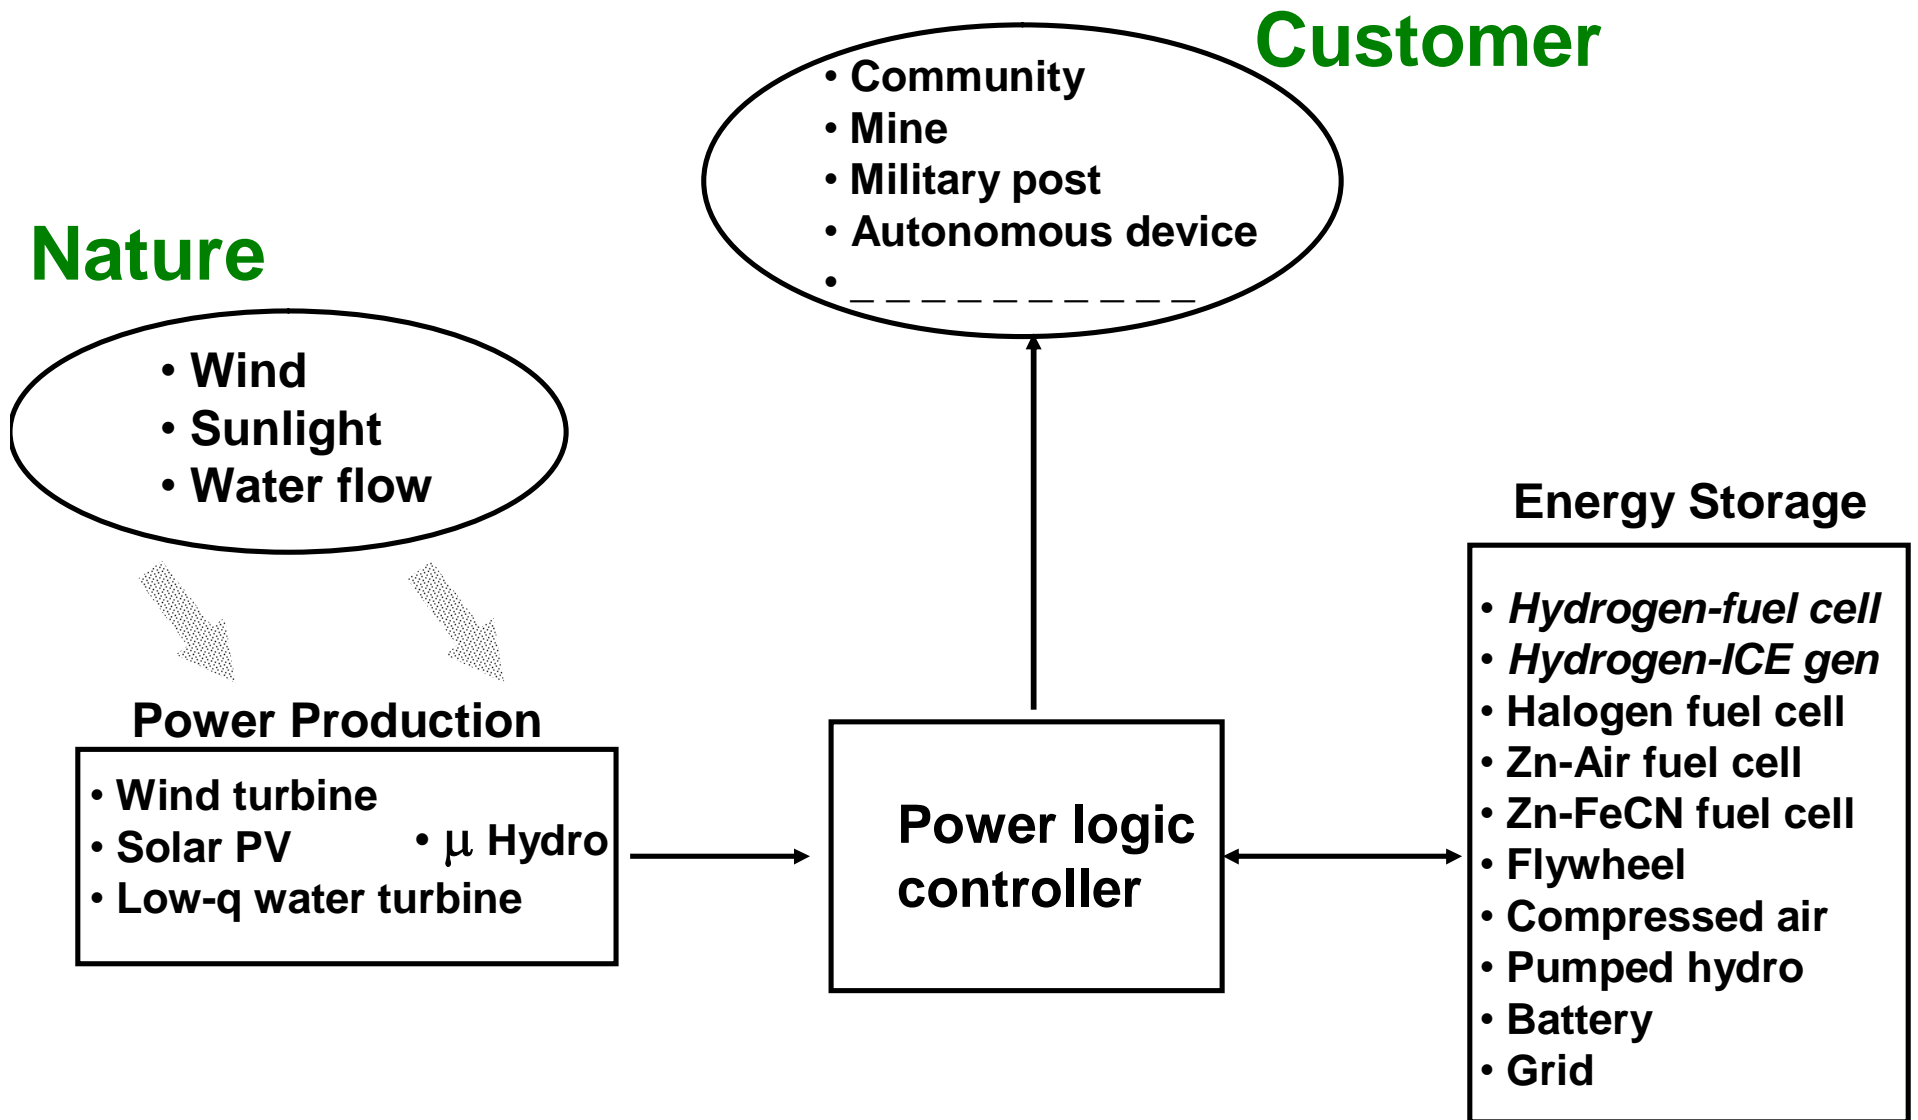 Customer
• Community
• Mine
• Military post
• Autonomous device
• _ _ _ _ _ _ _ _ _ _
Nature
• Wind
• Sunlight
• Water flow
Power Production
• Wind turbine
• Solar PV
• μ Hydro
• Low-q water turbine
Power logic
controller
Energy Storage
• Hydrogen-fuel cell
• Hydrogen-ICE gen
• Halogen fuel cell
• Zn-Air fuel cell
• Zn-FeCN fuel cell
• Flywheel
• Compressed air
• Pumped hydro
• Battery
• Grid